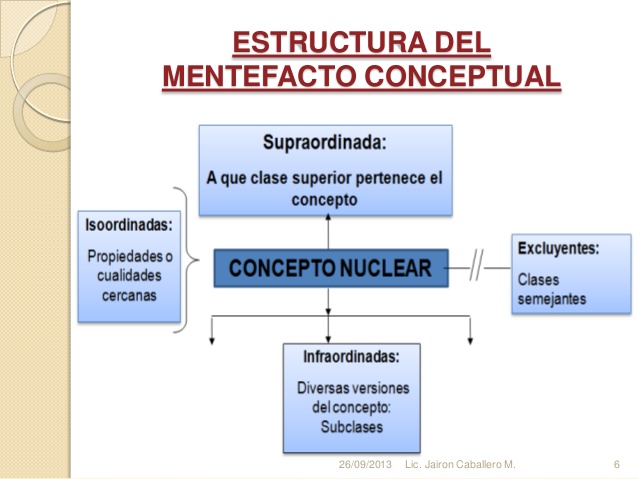 ESTRUCTURA DEL
MENTEFACTO CONCEPTUAL
Supraordinada:
A que clase superior pertenece el
concepto
Isoordinadas:
Propiedades o
cualidades
cercanas
CONCEPTO NUCLEAR
Excluyentes:
Clases
semejantes
Infraordinadas:
Diversas versiones
del concepto:
Subclases
26/09/2013 Lic. Jairon Caballero M. 6